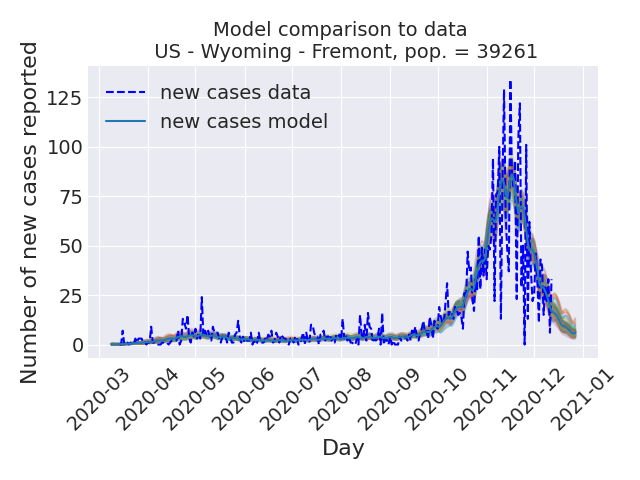 Model comparison to data
US - Wyoming - Fremont, pop. = 39261
Number of new cases reported
125
100
75
50
25
0
new cases data
new cases model
2020-03
2020-04
2020-05
2020-06
2020-07
2020-08
2020-09
2020-10
2020-11
2020-12
2021-01
Day